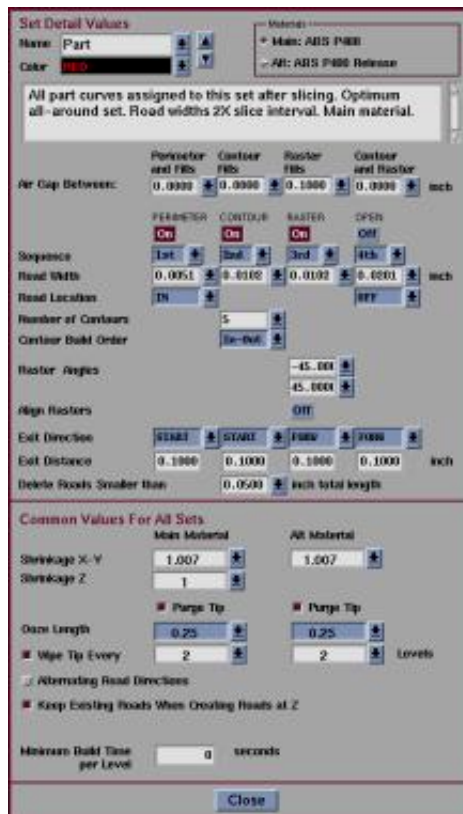 Set Detail Values
Materials
Name Part
Main: ABS P400
Color RED
Alt: ABS P400 Release
All part curves assigned to this set after slicing. Optimum
all-around set. Road widths 2X slice interval. Main material.
Perimeter and Fills Contour Fills Raster Fills Contour and Raster
Air Gap Between: 0.0000 0.0000 0.1000 0.0000 inch
PERIMETER CONTOUR RASTER OPEN
On On On Off
Sequence 1st 2nd 3rd 4th
Road Width 0.0051 0.0102 0.0102 0.0201 inch
Road Location IN OFF
Number of Contours 5
Contour Build Order In-Out
Raster Angles -45.000
45.0000
Align Rasters Off
Exit Direction START START FORW FORW
Exit Distance 0.1000 0.1000 0.1000 0.1000 inch
Delete Roads Smaller than 0.0500 inch total length
Common Values For All Sets
Main Material Alt Material
Shrinkage X-Y 1.007 1.007
Shrinkage Z 1
Purge Tip Purge Tip
Ooze Length 0.25 0.25
Wipe Tip Every 2 2 Levels
Alternating Road Directions
Keep Existing Roads When Creating Roads at Z
Minimum Build Time
per Level 0 seconds
Close